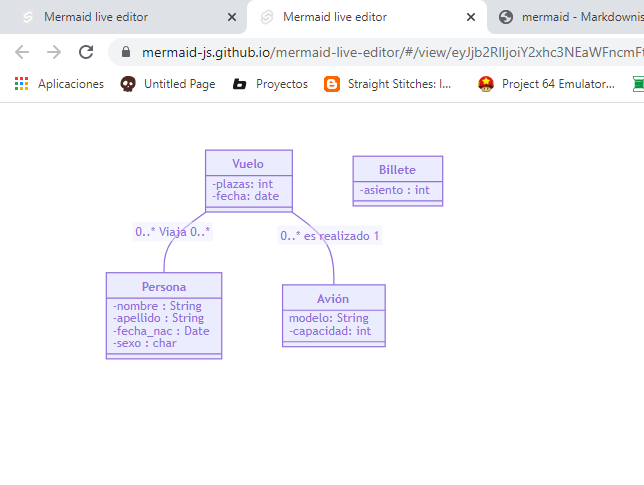 Mermaid live editor
Mermaid live editor
mermaid - Markdownis
mermaid-js.github.io/mermaid-live-editor/#/view/eyJjb2RlIjoiY2xhc3NEaWFncmFt
Aplicaciones
Untitled Page
Proyectos
Straight Stitches: I...
Project 64 Emulator...
Vuelo
-plazas: int
-fecha: date
Billete
-asiento : int
0..* Viaja 0..*
0..* es realizado 1
Persona
-nombre : String
-apellido : String
-fecha_nac : Date
-sexo : char
Avión
modelo: String
-capacidad: int